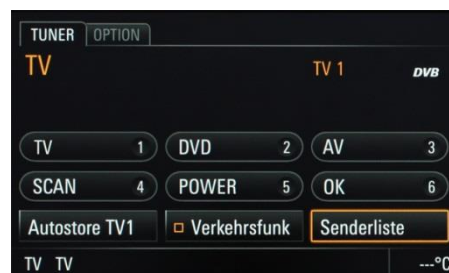 TUNER OPTION
TV TV 1 DVB
TV 1 DVD 2 AV 3
SCAN 4 POWER 5 OK 6
Autostore TV1 Verkehrsfunk Senderliste
TV TV ---°C